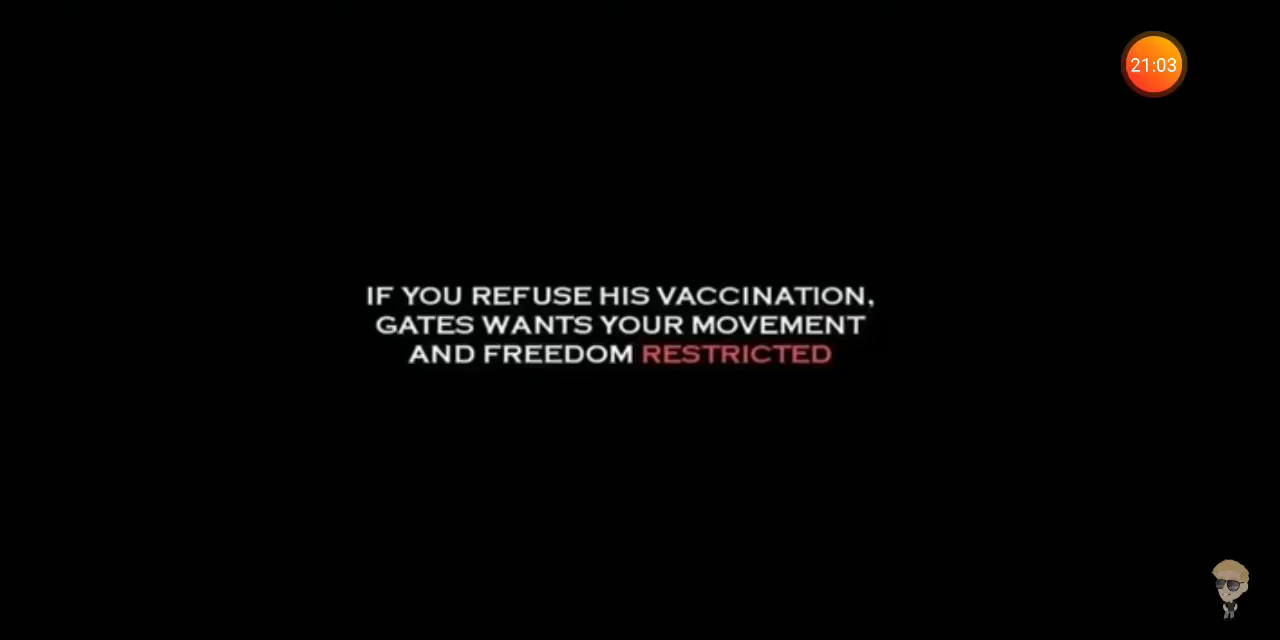 21:03
IF YOU REFUSE HIS VACCINATION,
GATES WANTS YOUR MOVEMENT
AND FREEDOM RESTRICTED